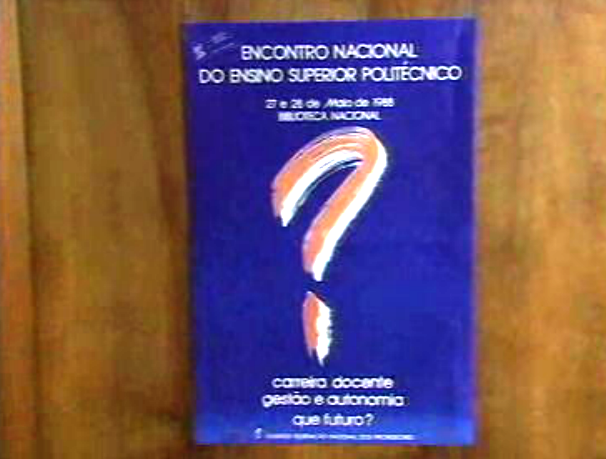 ENCONTRO NACIONAL
DO ENSINO SUPERIOR POLITÉCNICO
27 e 28 de Maio de 1988
BIBLIOTECA NACIONAL
?
carreira docente
gestão e autonomia
que futuro?